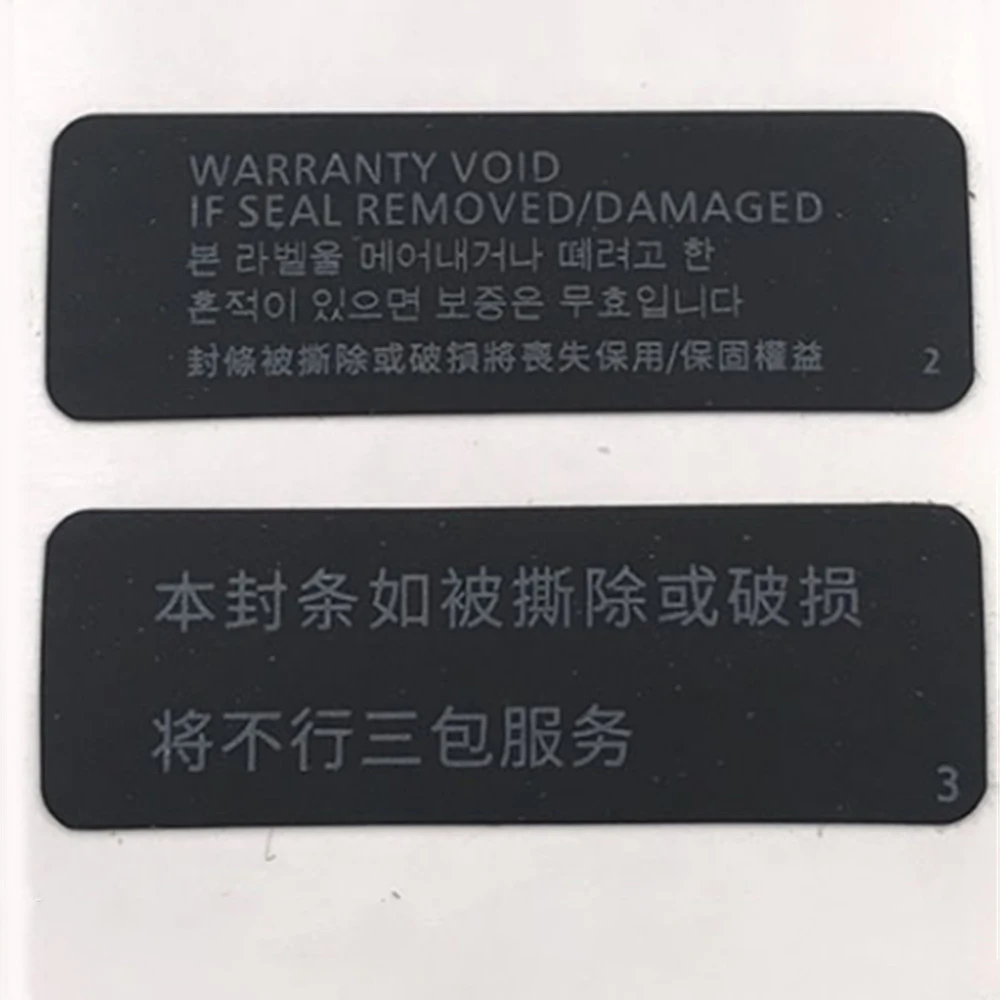 WARRANTY VOID
IF SEAL REMOVED/DAMAGED
본 라벨울 메어내거나 떼려고 한
흔적이 있으면 보증은 무효입니다
封條被撕除或破損將喪失保用/保固權益
2
本封条如被撕除或破损
将不行三包服务
3